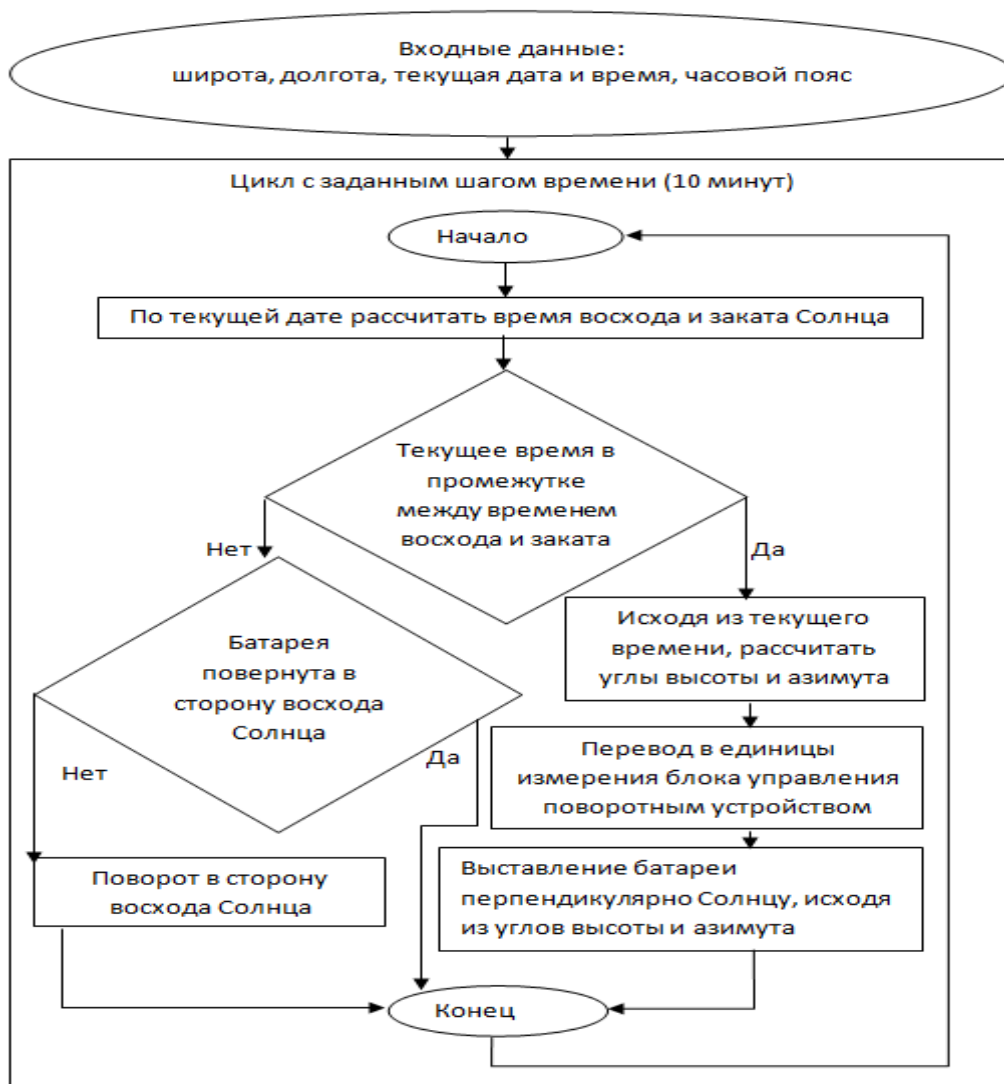 Входные данные:
широта, долгота, текущая дата и время, часовой пояс
Цикл с заданным шагом времени (10 минут)
Начало
По текущей дате рассчитать время восхода и заката Солнца
Текущее время в
промежутке
между временем
восхода и заката
Нет
Да
Батарея
повернута в
сторону восхода
Солнца
Нет
Да
Поворот в сторону
восхода Солнца
Исходя из текущего
времени, рассчитать
углы высоты и азимута
Перевод в единицы
измерения блока управления
поворотным устройством
Выставление батареи
перпендикулярно Солнцу, исходя
из углов высоты и азимута
Конец